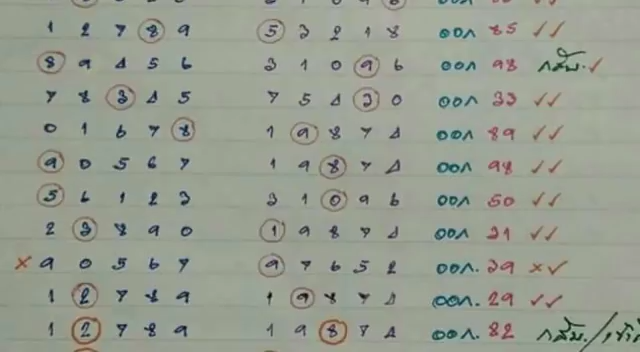 1 2 7 8 9 5 3 2 1 8 ออก 85 ✓✓
8 9 4 5 6 3 1 0 9 6 ออก 98 กลับ.✓
7 8 3 4 5 7 5 4 3 0 ออก 33 ✓✓
0 1 6 7 8 1 9 8 7 4 ออก 89 ✓✓
9 0 5 6 7 1 9 8 7 4 ออก 98 ✓✓
5 6 1 2 3 3 1 0 9 6 ออก 50 ✓✓
2 3 8 9 0 1 9 8 7 4 ออก 31 ✓✓
×9 0 5 6 7 9 7 6 5 2 ออก. 39 ×✓
1 2 7 8 9 1 9 8 7 4 ออก. 29 ✓✓
1 2 7 8 9 1 9 8 7 4 ออก. 82 กลับ./